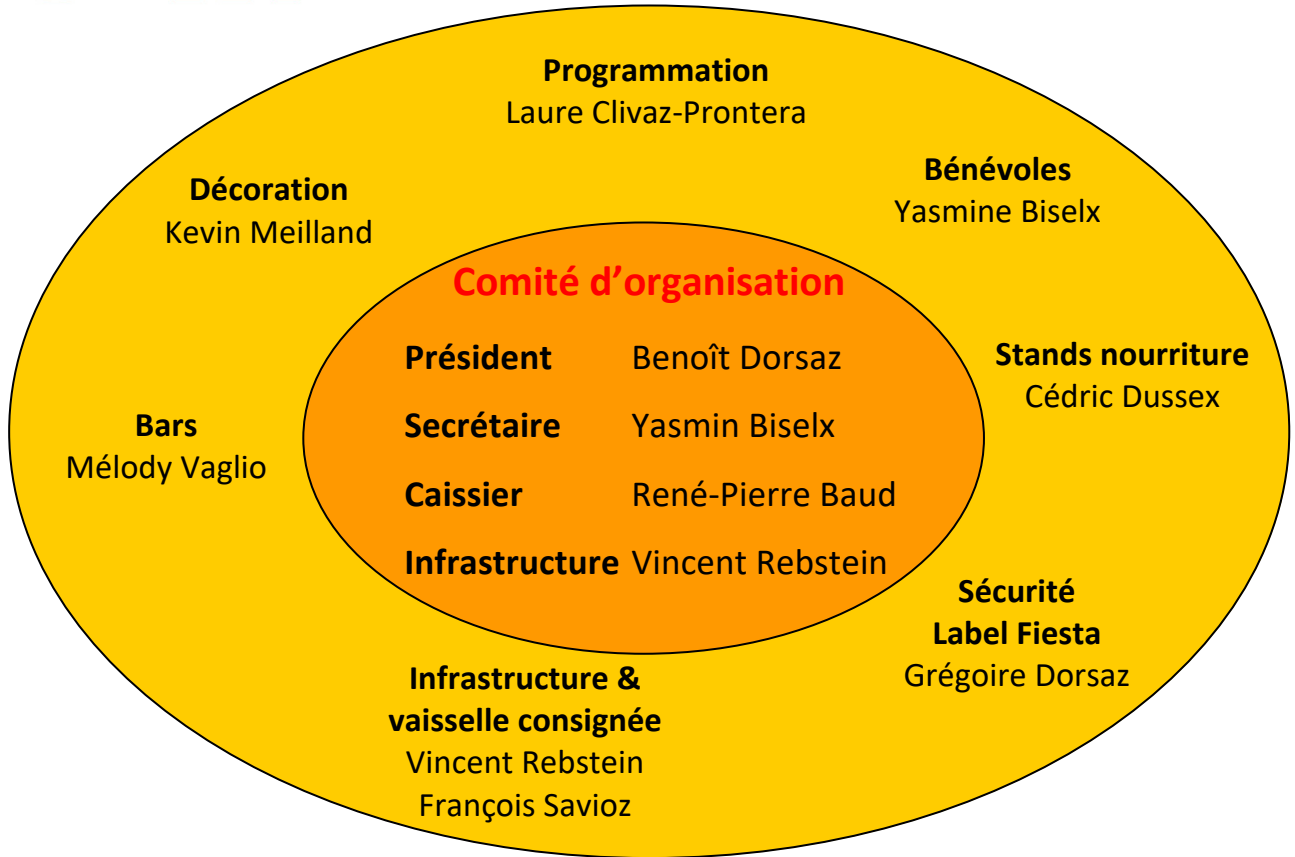 Programmation
Laure Clivaz-Prontera
Décoration
Kevin Meilland
Bénévoles
Yasmine Biselx
Comité d’organisation
Président Benoît Dorsaz
Secrétaire Yasmin Biselx
Caissier René-Pierre Baud
Infrastructure Vincent Rebstein
Stands nourriture
Cédric Dussex
Bars
Mélody Vaglio
Sécurité
Label Fiesta
Grégoire Dorsaz
Infrastructure &
vaisselle consignée
Vincent Rebstein
François Savioz